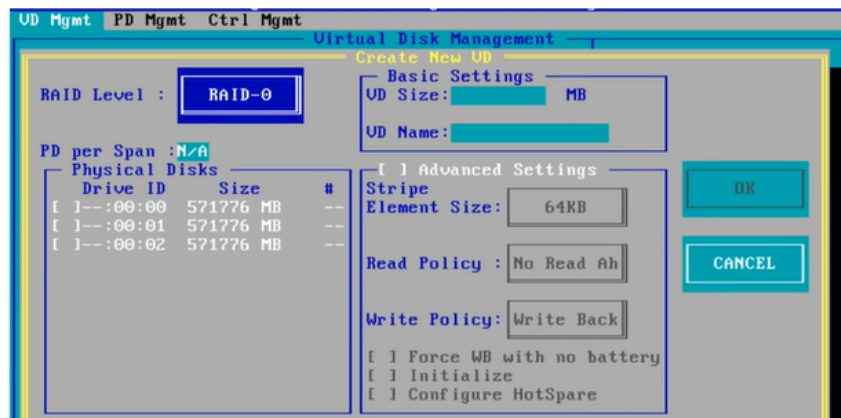 VD Mgmt PD Mgmt Ctrl Mgmt
Virtual Disk Management
Create New VD
RAID Level : RAID-0
PD per Span :N/A
Physical Disks
Drive ID Size #
[ ]--:00:00 571776 MB --
[ ]--:00:01 571776 MB --
[ ]--:00:02 571776 MB --
Basic Settings
VD Size: MB
VD Name:
[ ] Advanced Settings
Stripe
Element Size: 64KB
Read Policy : No Read Ah
Write Policy: Write Back
[ ] Force WB with no battery
[ ] Initialize
[ ] Configure HotSpare
OK
CANCEL